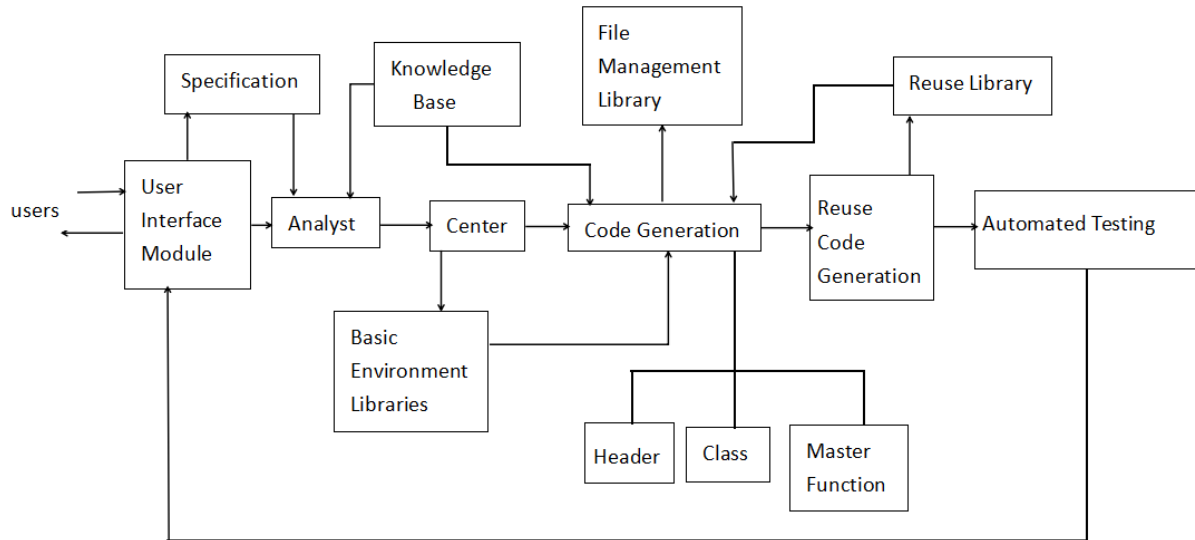 File
Management
Library
Specification
Knowledge
Base
Reuse Library
users
User
Interface
Module
Analyst
Center
Code Generation
Reuse
Code
Generation
Automated Testing
Basic
Environment
Libraries
Header
Class
Master
Function